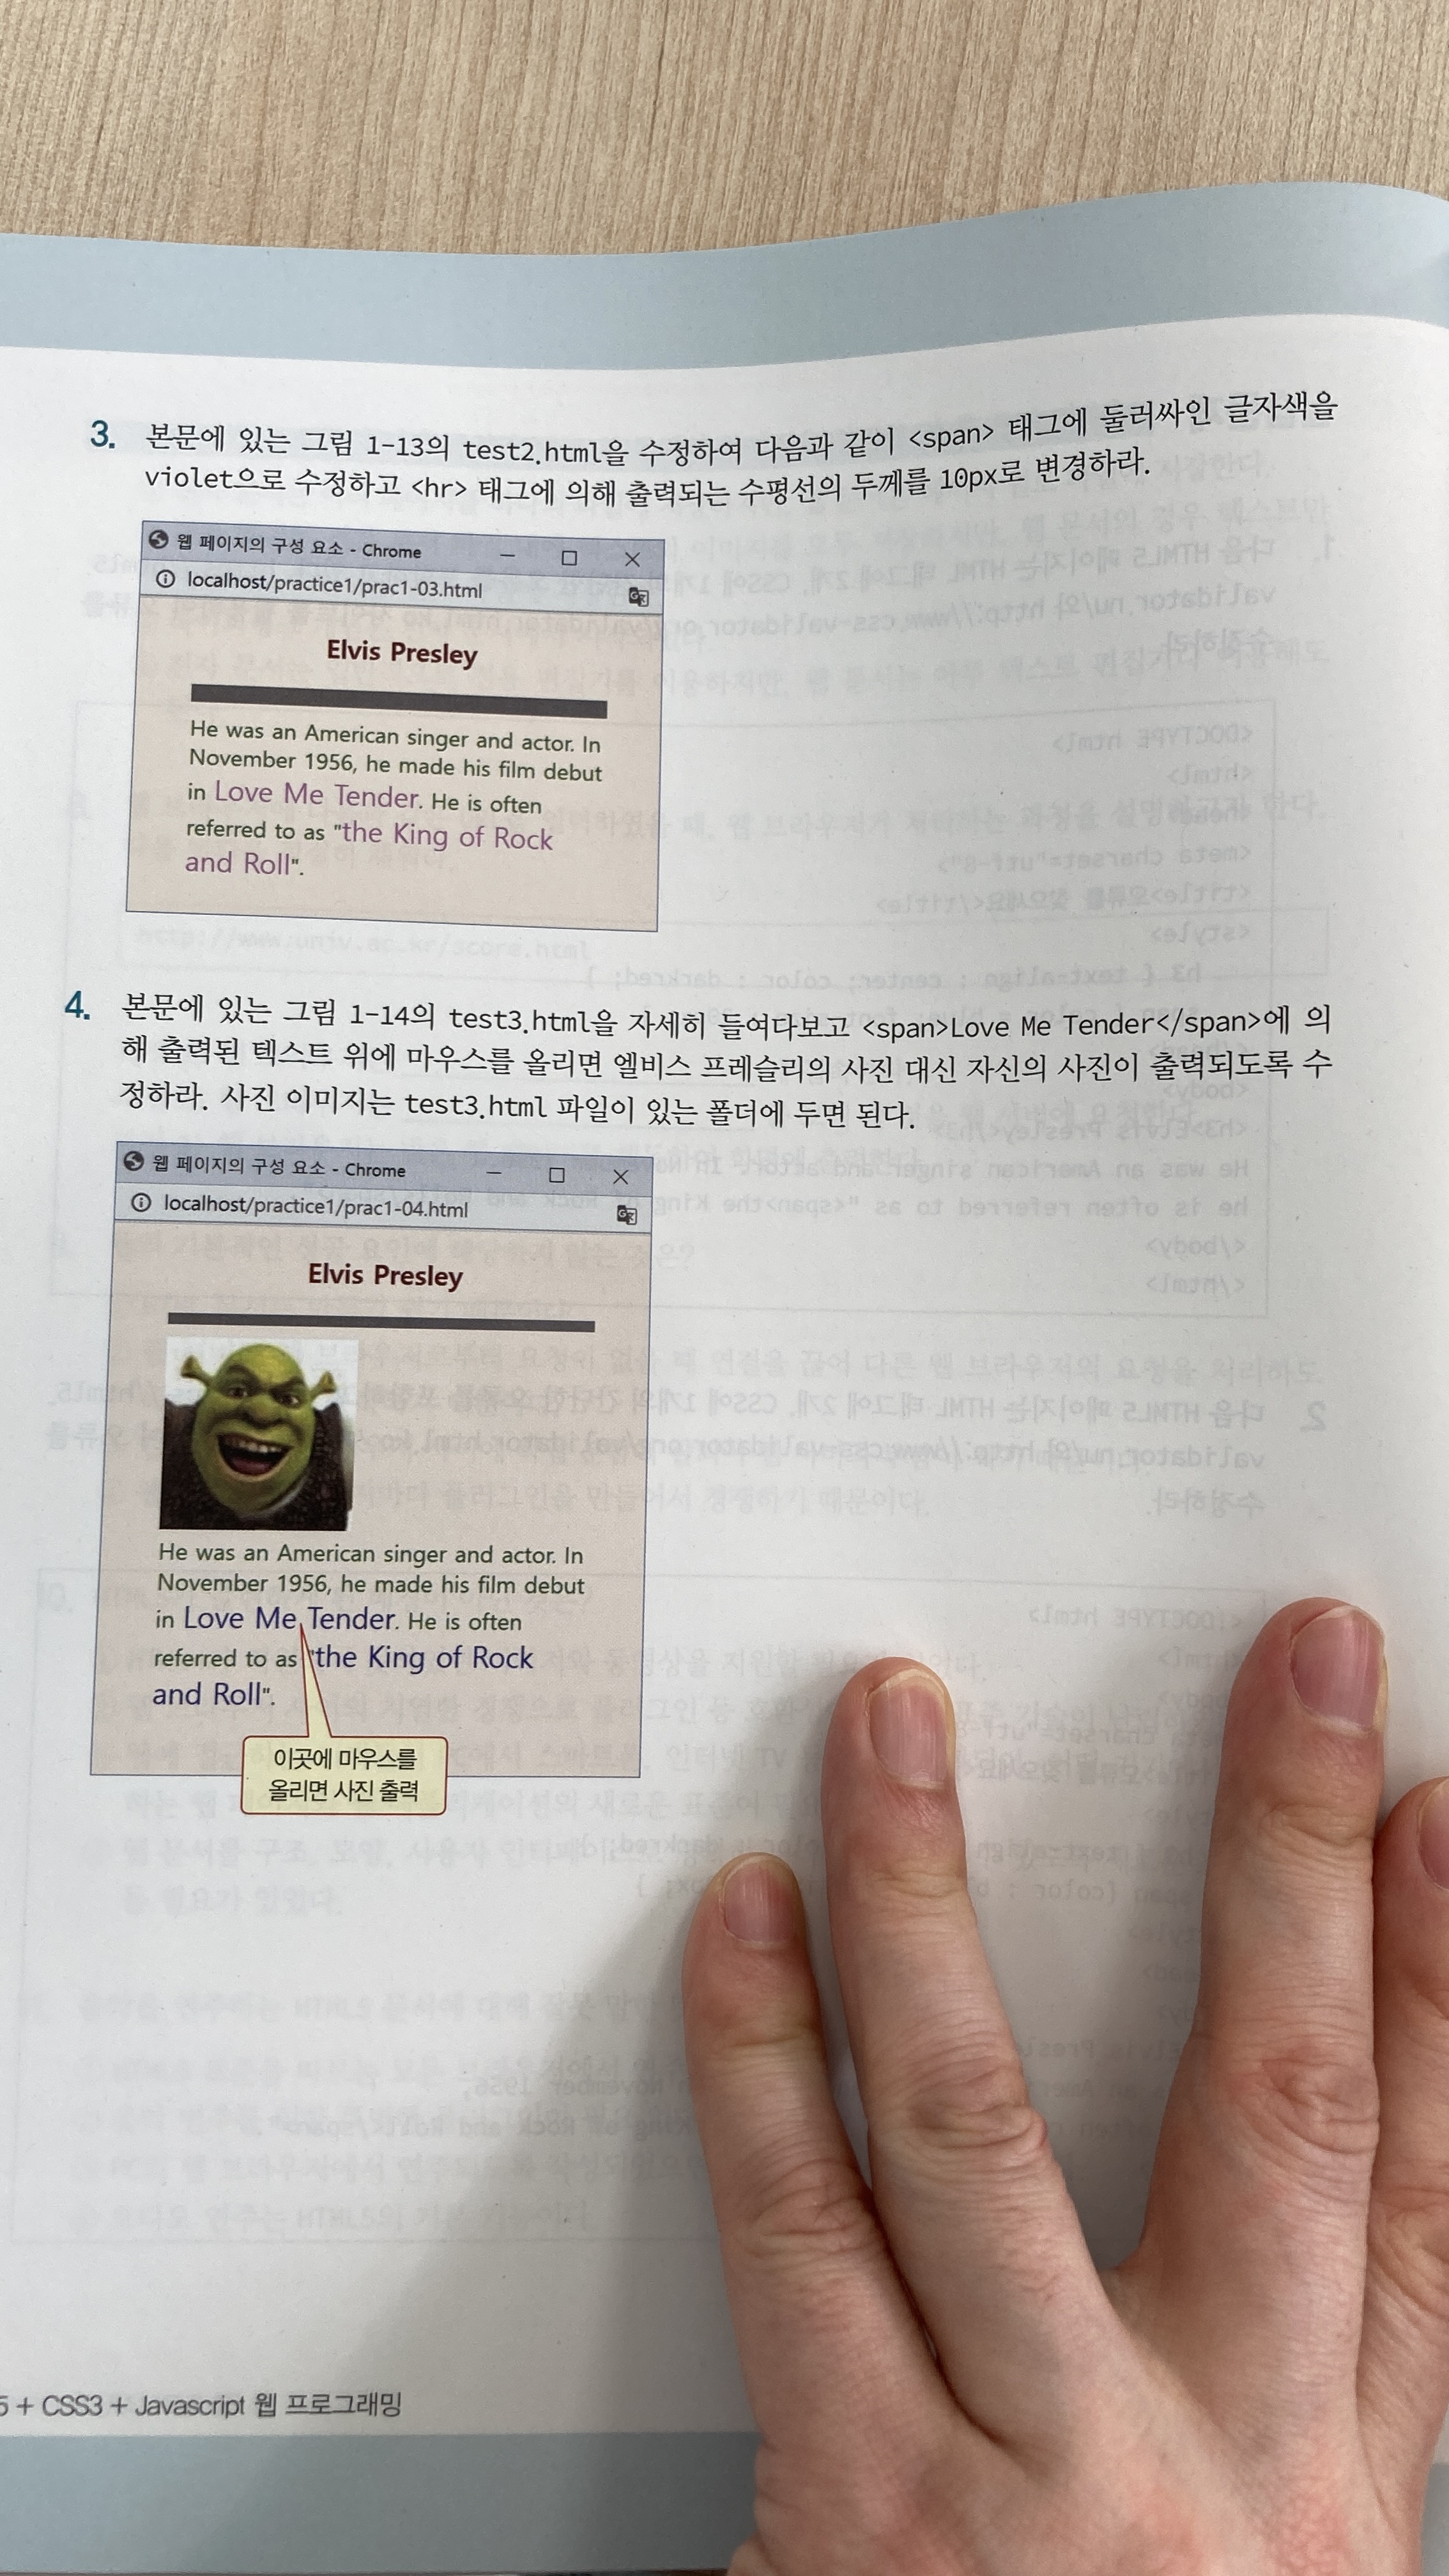 3. 본문에 있는 그림 1-13의 test2.html을 수정하여 다음과 같이 <span> 태그에 둘러싸인 글자색을
violet으로 수정하고 <hr> 태그에 의해 출력되는 수평선의 두께를 10px로 변경하라.
웹 페이지의 구성 요소 - Chrome
localhost/practice1/prac1-03.html
Elvis Presley
He was an American singer and actor. In
November 1956, he made his film debut
in Love Me Tender. He is often
referred to as "the King of Rock
and Roll".
4. 본문에 있는 그림 1-14의 test3.html을 자세히 들여다보고 <span>Love Me Tender</span>에 의
해 출력된 텍스트 위에 마우스를 올리면 엘비스 프레슬리의 사진 대신 자신의 사진이 출력되도록 수
정하라. 사진 이미지는 test3.html 파일이 있는 폴더에 두면 된다.
웹 페이지의 구성 요소 - Chrome
localhost/practice1/prac1-04.html
Elvis Presley
He was an American singer and actor. In
November 1956, he made his film debut
in Love Me Tender. He is often
referred to as "the King of Rock
and Roll".
이곳에 마우스를
올리면 사진 출력
5 + CSS3 + Javascript 웹 프로그래밍